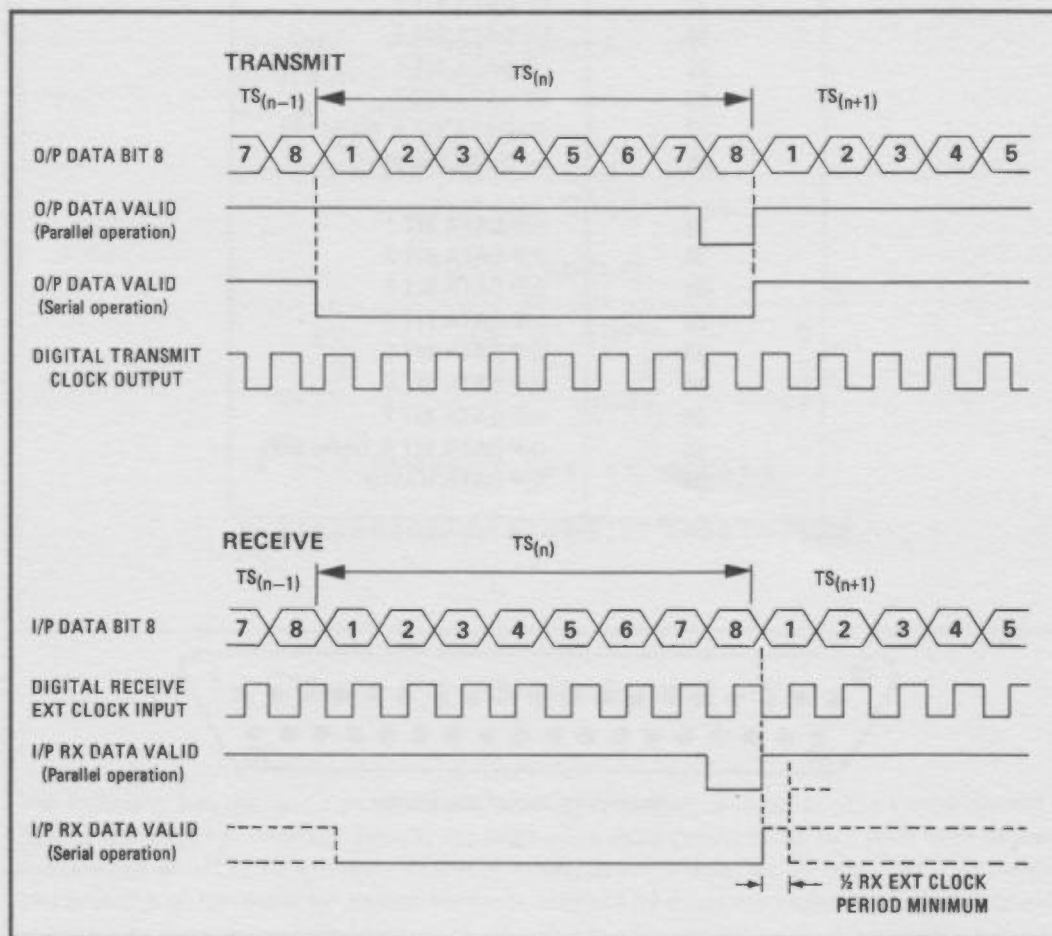 TRANSMIT
TS(n)
TS(n−1)
TS(n+1)
O/P DATA BIT 8
7 8 1 2 3 4 5 6 7 8 1 2 3 4 5
O/P DATA VALID
(Parallel operation)
O/P DATA VALID
(Serial operation)
DIGITAL TRANSMIT
CLOCK OUTPUT
RECEIVE
TS(n)
TS(n−1)
TS(n+1)
I/P DATA BIT 8
7 8 1 2 3 4 5 6 7 8 1 2 3 4 5
DIGITAL RECEIVE
EXT CLOCK INPUT
I/P RX DATA VALID
(Parallel operation)
I/P RX DATA VALID
(Serial operation)
½ RX EXT CLOCK
PERIOD MINIMUM